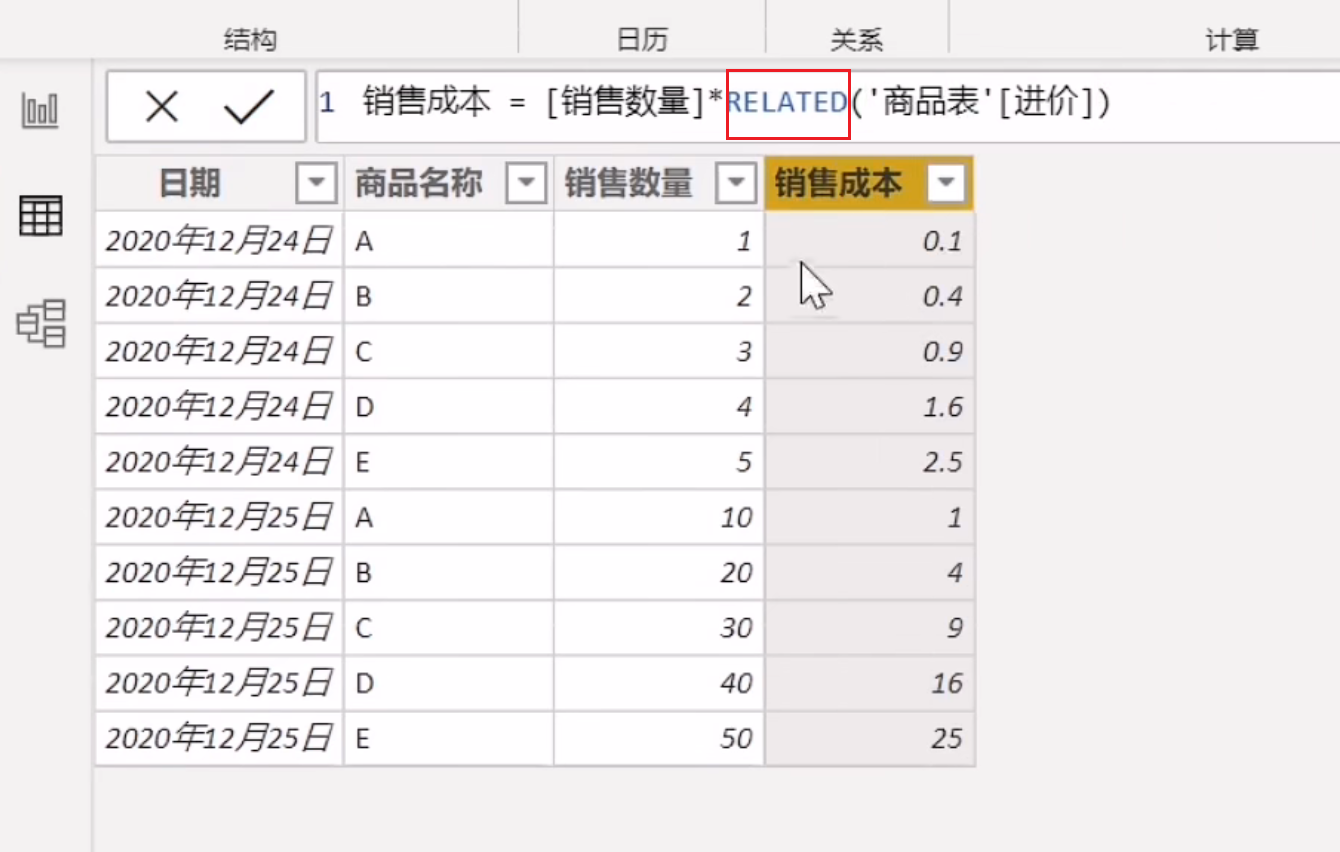 结构 日历 关系 计算
1 销售成本 = [销售数量]*RELATED('商品表'[进价])
日期 商品名称 销售数量 销售成本
2020年12月24日 A 1 0.1
2020年12月24日 B 2 0.4
2020年12月24日 C 3 0.9
2020年12月24日 D 4 1.6
2020年12月24日 E 5 2.5
2020年12月25日 A 10 1
2020年12月25日 B 20 4
2020年12月25日 C 30 9
2020年12月25日 D 40 16
2020年12月25日 E 50 25